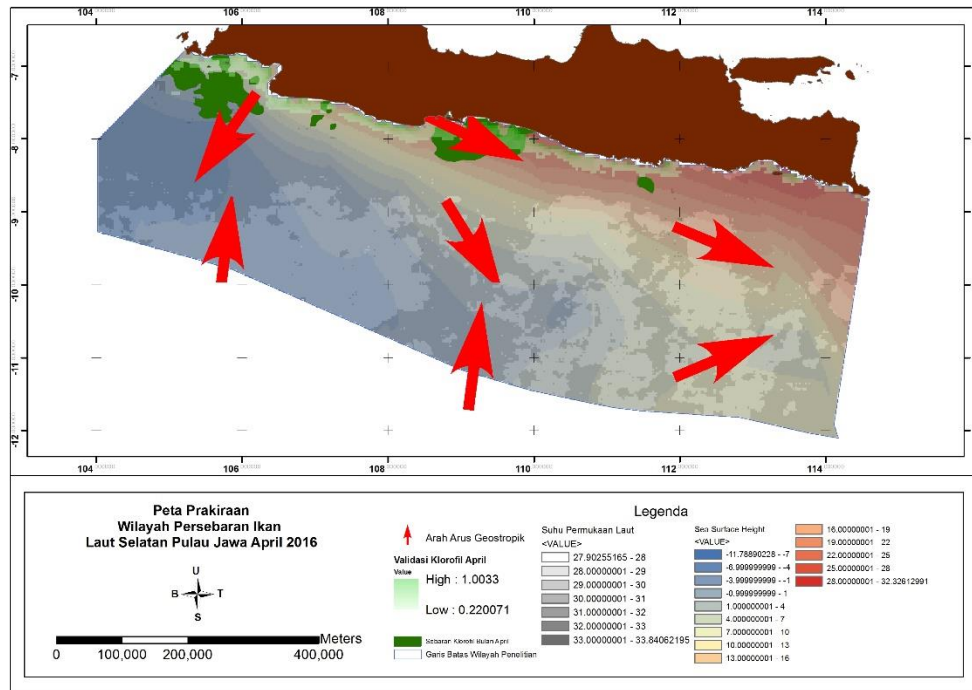 104 106 108 110 112 114
-7
-8
-9
-10
-11
-12
104 106 108 110 112 114
Peta Prakiraan
Wilayah Persebaran Ikan
Laut Selatan Pulau Jawa April 2016
U
B T
S
Meters
0 100,000 200,000 400,000
Legenda
Arah Arus Geostropik
Validasi Klorofil April
Value
High : 1.0033
Low : 0.220071
Sebaran Klorofil Bulan April
Garis Batas Wilayah Penelitian
Suhu Permukaan Laut
<VALUE>
27.90255165 - 28
28.00000001 - 29
29.00000001 - 30
30.00000001 - 31
31.00000001 - 32
32.00000001 - 33
33.00000001 - 33.84062195
Sea Surface Height
<VALUE>
-11.78890228 - -7
-6.999999999 - -4
-3.999999999 - -1
-0.999999999 - 1
1.000000001 - 4
4.000000001 - 7
7.000000001 - 10
10.00000001 - 13
13.00000001 - 16
16.00000001 - 19
19.00000001 - 22
22.00000001 - 25
25.00000001 - 28
28.00000001 - 32.32612991